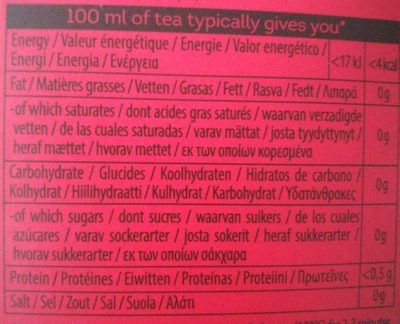 100 ml of tea typically gives you*
Energy / Valeur énergétique / Energie / Valor energético /
Energi / Energia / Ενέργεια <17 kJ <4kcal
Fat / Matières grasses / Vetten / Grasas / Fett / Rasva / Fedt / Λιπαρά 0g
-of which saturates / dont acides gras saturés / waarvan verzadigde
vetten / de las cuales saturadas / varav mättat / josta tyydyttynyt / 0g
heraf mættet / hvorav mettet / εκ των οποίων κορεσμένα
Carbohydrate / Glucides / Koolhydraten / Hidratos de carbono /
Kolhydrat / Hiilihydraatti / Kulhydrat / Karbohydrat / Υδατάνθρακες 0g
-of which sugars / dont sucres / waarvan suikers / de los cuales
azúcares / varav sockerarter / josta sokerit / heraf sukkerarter / 0g
hvorav sukkerarter / εκ των οποίων σάκχαρα
Protein / Protéines / Eiwitten / Proteínas / Proteiini / Πρωτεΐνες <0.5 g
Salt / Sel / Zout / Sal / Suola / Αλάτι 0g